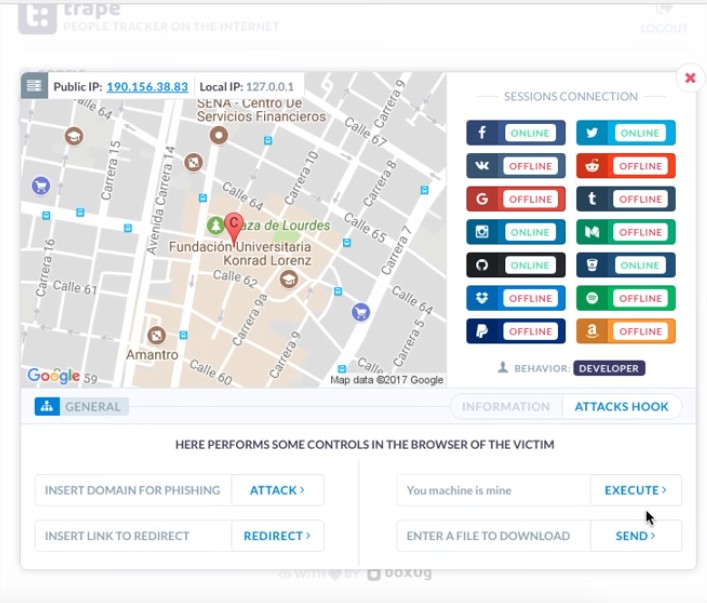 trape
PEOPLE TRACKER ON THE INTERNET
LOGOUT
Public IP: 190.156.38.83 Local IP: 127.0.0.1
SESSIONS CONNECTION
Calle 64
SENA - Centro De
Servicios Financieros
Carrera 9
Calle 67
Carrera 15
Avenida Carrera 14
Carrera 10
Carrera 8
Calle 64
C
aza de Lourdes
Calle 65
Carrera 7
Fundación Universitaria
Konrad Lorenz
Carrera 16
Calle 61
Calle 62
Calle 64
Carrera 9a
Carrera 9
Carrera 5
Amantro
Calle 60
Calle
Google
59
Map data ©2017 Google
ONLINE ONLINE
OFFLINE OFFLINE
G OFFLINE t OFFLINE
ONLINE OFFLINE
ONLINE ONLINE
OFFLINE OFFLINE
OFFLINE OFFLINE
BEHAVIOR: DEVELOPER
GENERAL
INFORMATION ATTACKS HOOK
HERE PERFORMS SOME CONTROLS IN THE BROWSER OF THE VICTIM
INSERT DOMAIN FOR PHISHING ATTACK >
You machine is mine EXECUTE >
INSERT LINK TO REDIRECT REDIRECT >
ENTER A FILE TO DOWNLOAD SEND >
</> WITH BY: